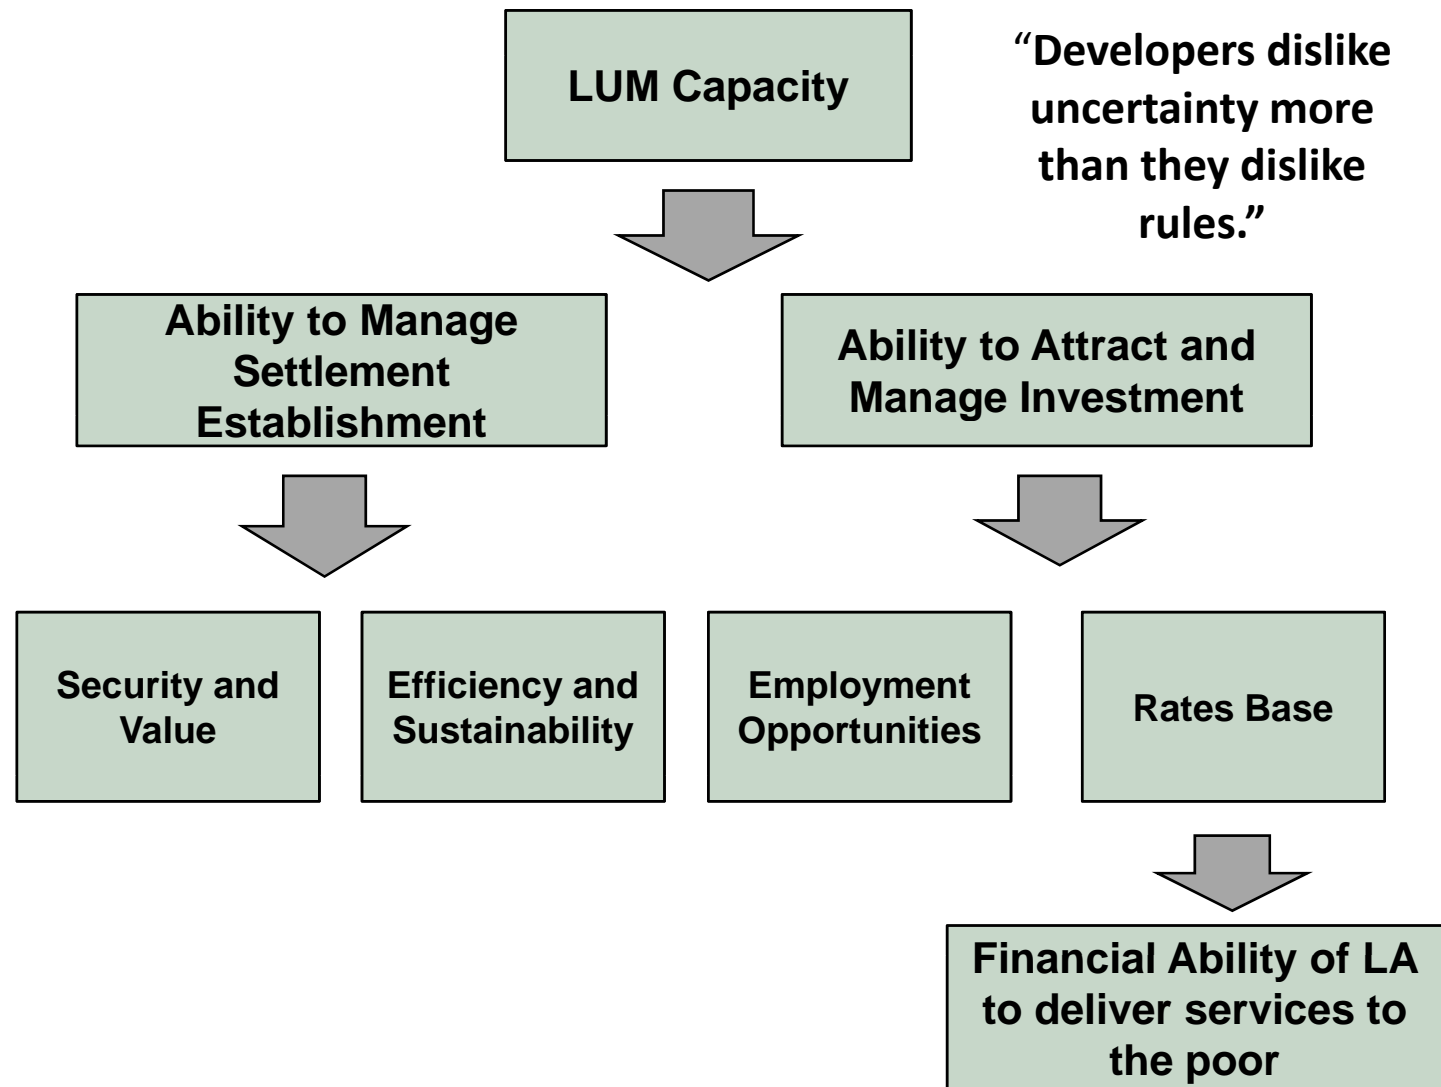 LUM Capacity
“Developers dislike
uncertainty more
than they dislike
rules.”
Ability to Manage
Settlement
Establishment
Ability to Attract and
Manage Investment
Security and
Value
Efficiency and
Sustainability
Employment
Opportunities
Rates Base
Financial Ability of LA
to deliver services to
the poor